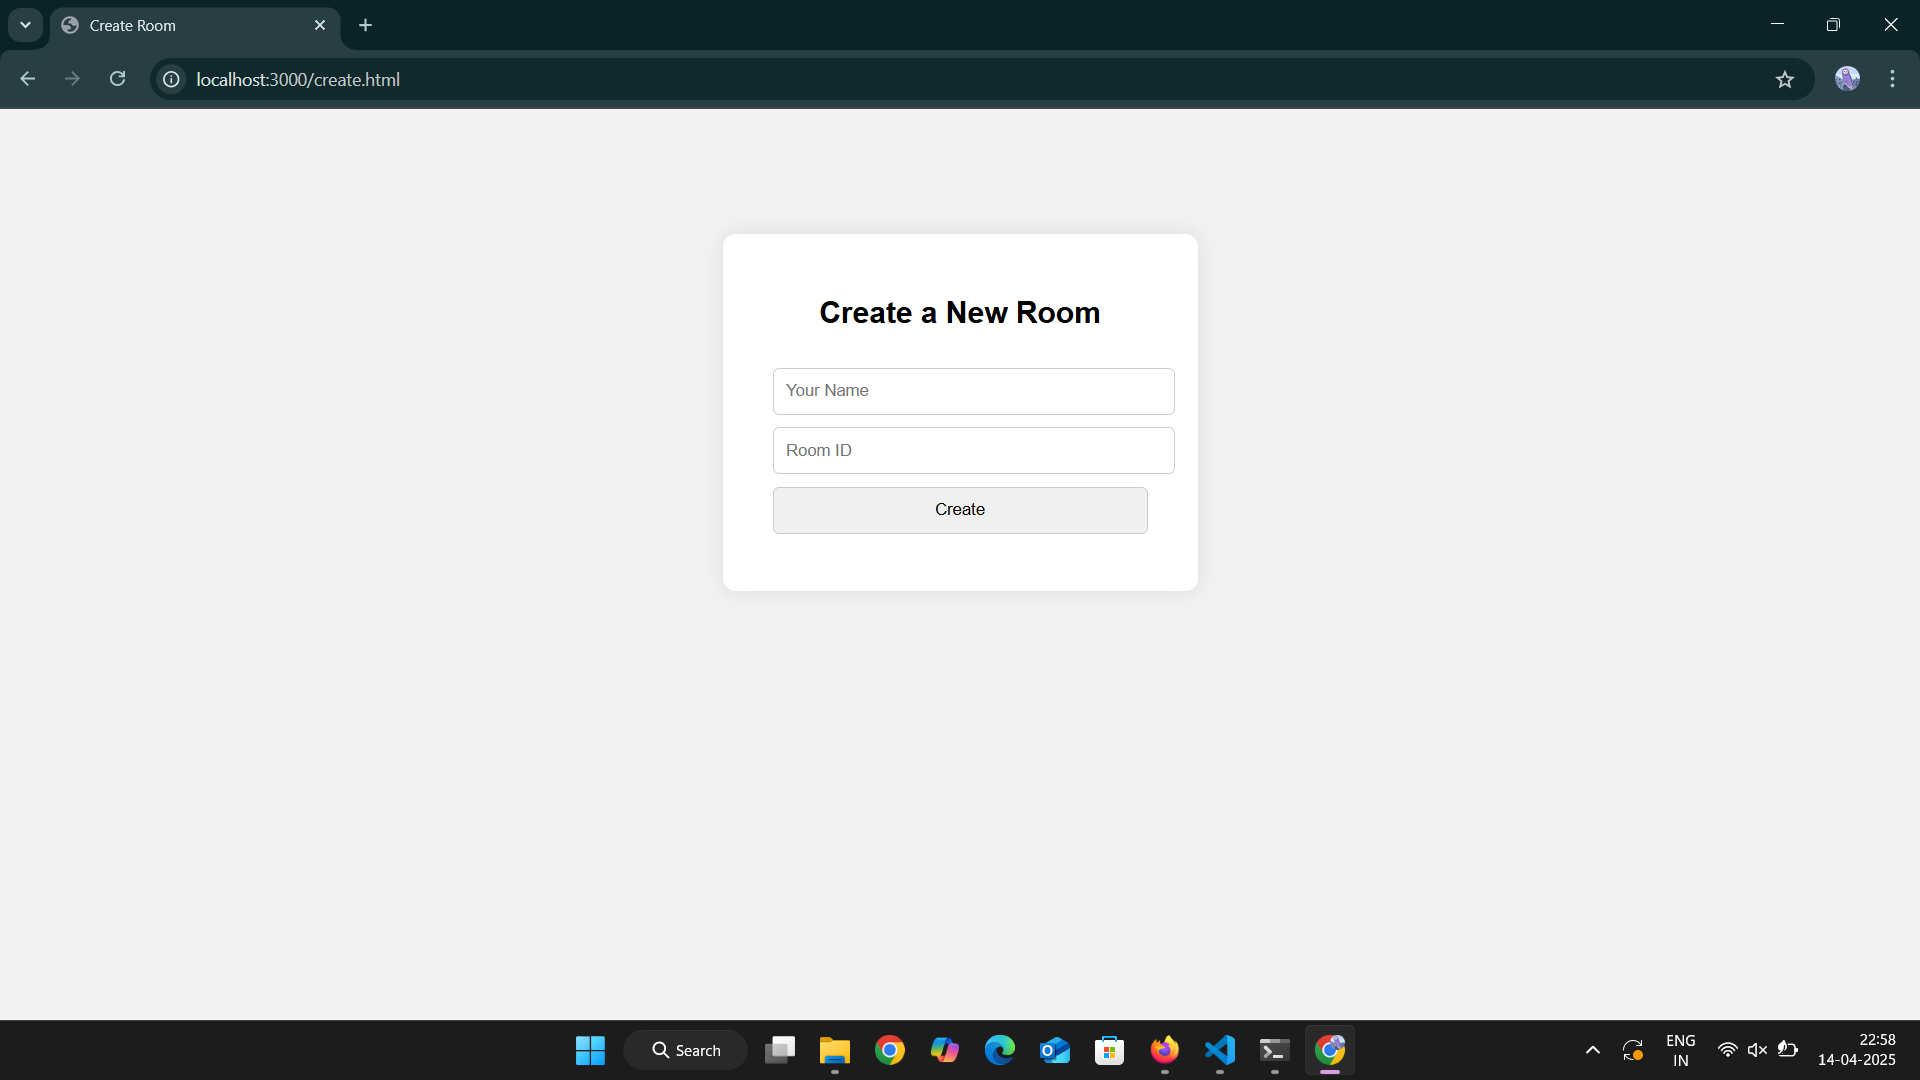 Create Room
localhost:3000/create.html
Create a New Room
Your Name
Room ID
Create
Search
ENG
IN
22:58
14-04-2025